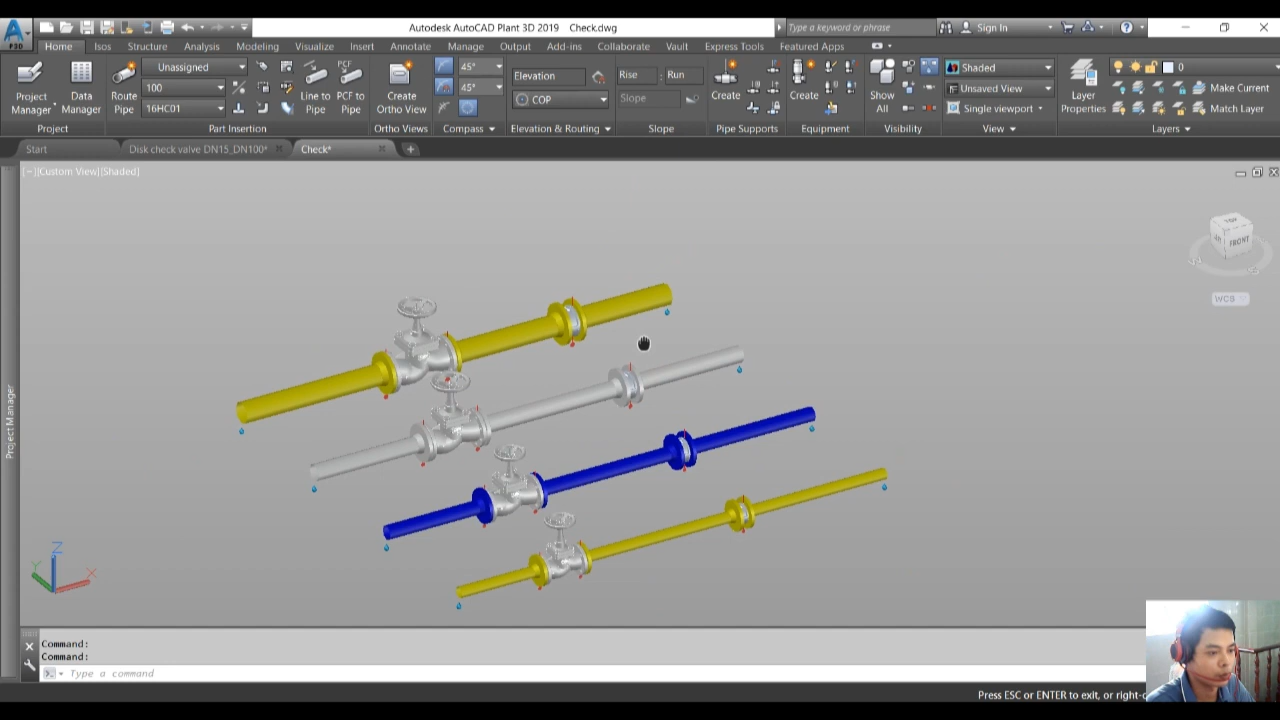 Autodesk AutoCAD Plant 3D 2019 Check.dwg
Type a keyword or phrase
Sign In
P3D
Home Isos Structure Analysis Modeling Visualize Insert Annotate Manage Output Add-ins Collaborate Vault Express Tools Featured Apps
Project Manager
Data Manager
Route Pipe
Unassigned
100
16HC01
Line to Pipe
PCF to Pipe
Create Ortho View
45°
45°
Elevation
COP
Rise : Run
Slope
Create
Create
Show All
Shaded
Unsaved View
Single viewport
Layer Properties
0
Make Current
Match Layer
Project Part Insertion Ortho Views Compass Elevation & Routing Slope Pipe Supports Equipment Visibility View Layers
Start Disk check valve DN15_DN100* Check*
[-][Custom View][Shaded]
TOP
FRONT
WCS
Project Manager
Z
Y
X
Command:
Command:
Type a command
Press ESC or ENTER to exit, or right-